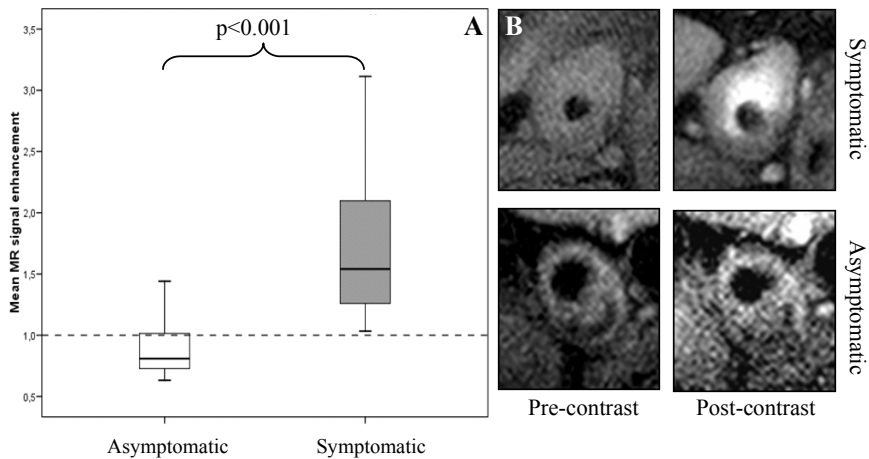 A
p<0.001
3,5
3,0
2,5
2,0
1,5
1,0
0,5
Mean MR signal enhancement
Asymptomatic
Symptomatic
B
Symptomatic
Asymptomatic
Pre-contrast
Post-contrast